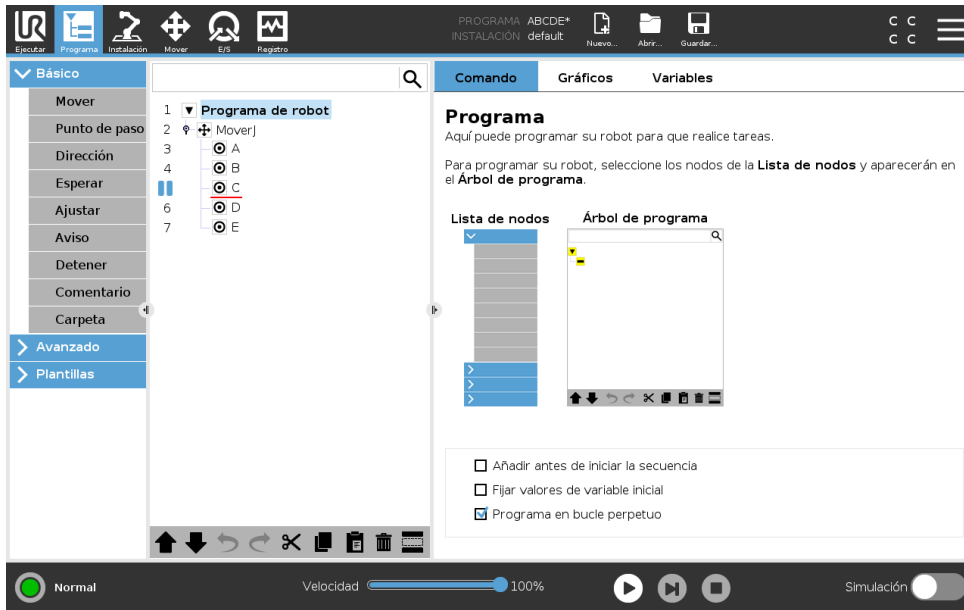 UR
PROGRAMA ABCDE*
INSTALACIÓN default
C C
C C
Ejecutar Programa Instalación Mover E/S Registro
Nuevo... Abrir... Guardar...
Básico
Mover
Punto de paso
Dirección
Esperar
Ajustar
Aviso
Detener
Comentario
Carpeta
Avanzado
Plantillas
1 Programa de robot
2 MoverJ
3 A
4 B
C
6 D
7 E
Comando Gráficos Variables
Programa
Aquí puede programar su robot para que realice tareas.
Para programar su robot, seleccione los nodos de la Lista de nodos y aparecerán en
el Árbol de programa.
Lista de nodos Árbol de programa
Añadir antes de iniciar la secuencia
Fijar valores de variable inicial
Programa en bucle perpetuo
Normal Velocidad 100% Simulación